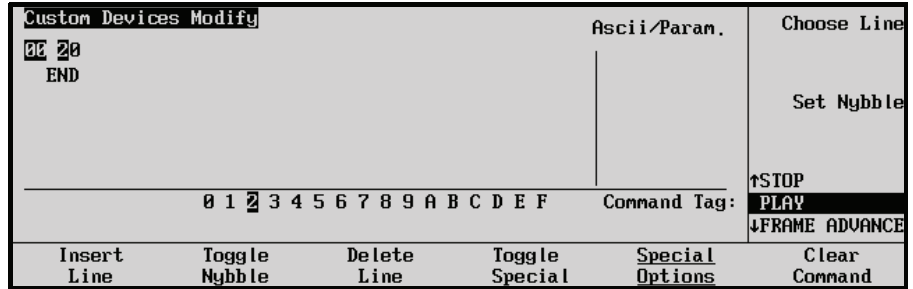 Custom Devices Modify
Ascii/Param.
Choose Line
00 20
END
Set Nybble
↑STOP
0 1 2 3 4 5 6 7 8 9 A B C D E F
Command Tag:
PLAY
↓FRAME ADVANCE
Insert Line
Toggle Nybble
Delete Line
Toggle Special
Special Options
Clear Command